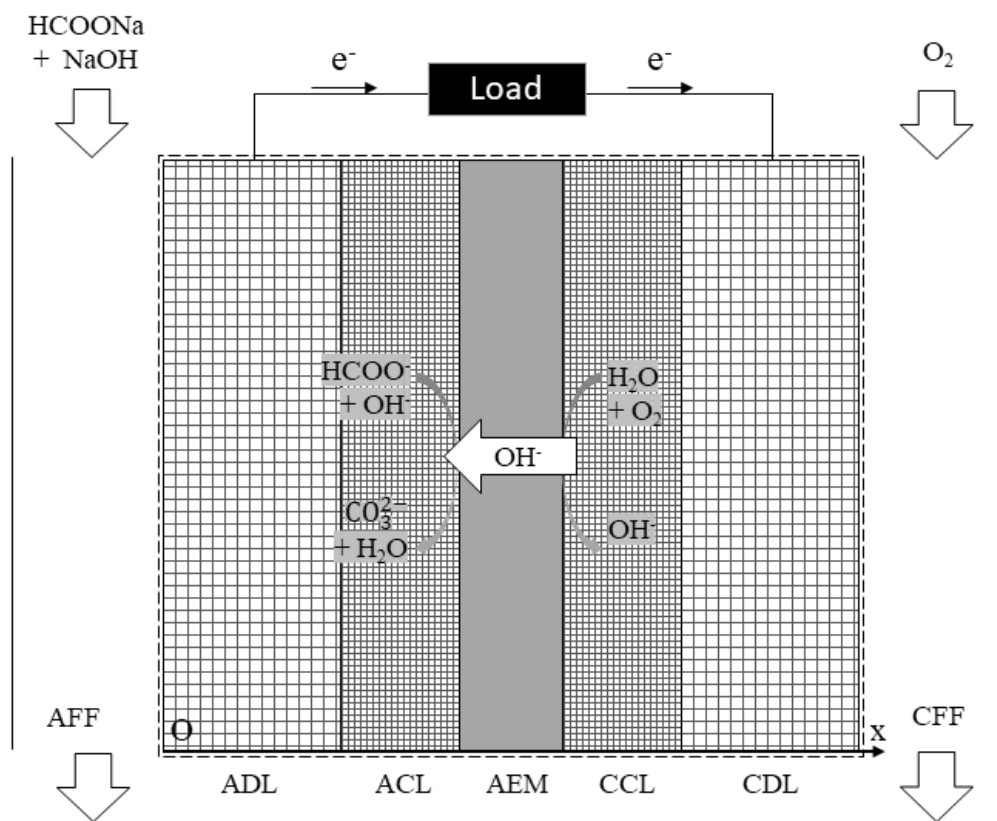 HCOONa
+ NaOH
e⁻
Load
e⁻
O₂
HCOO⁻
+ OH⁻
H₂O
+ O₂
OH⁻
CO₃²⁻
+ H₂O
OH⁻
AFF
O
x
CFF
ADL
ACL
AEM
CCL
CDL